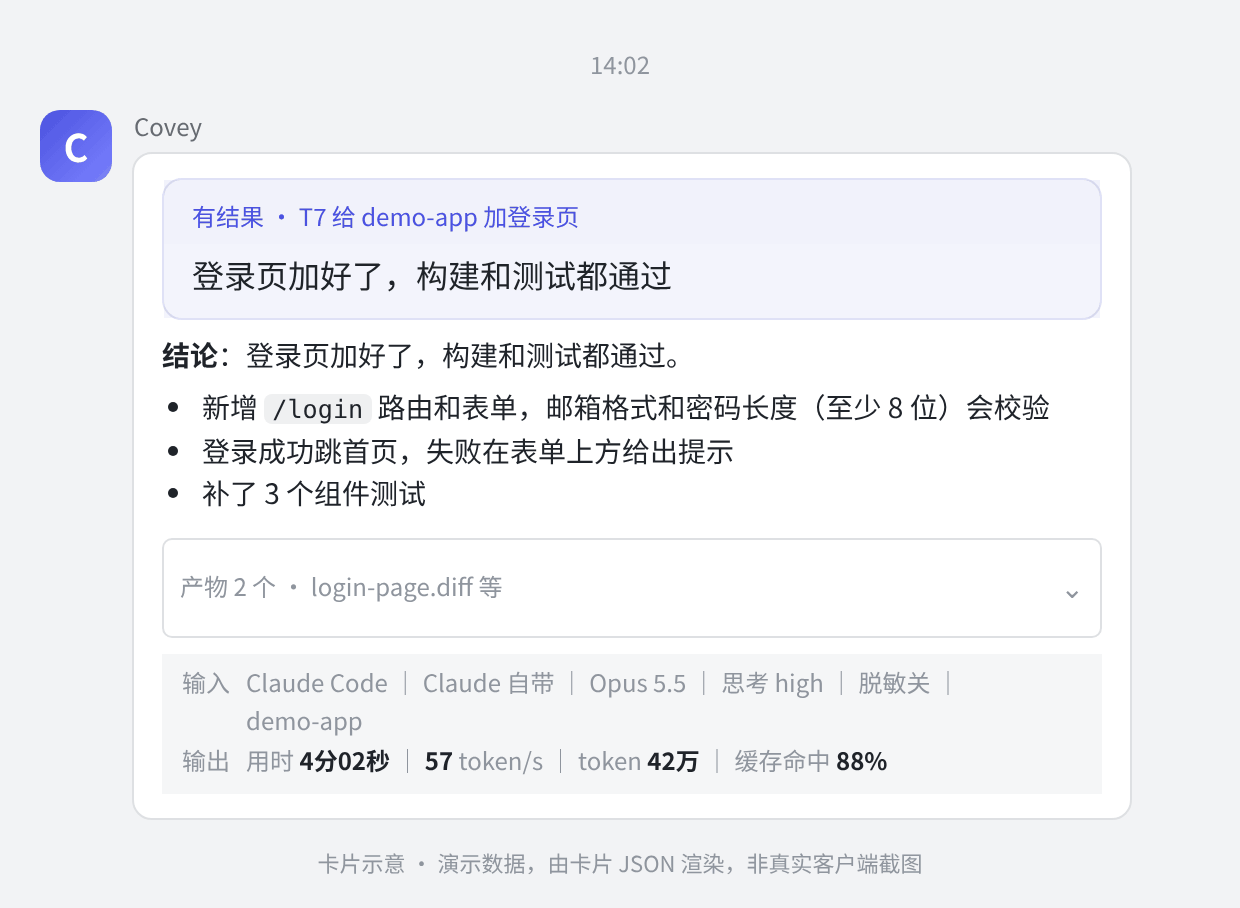 14:02
C
Covey
有结果 · T7 给 demo-app 加登录页
登录页加好了，构建和测试都通过
结论：登录页加好了，构建和测试都通过。
• 新增 /login 路由和表单，邮箱格式和密码长度（至少 8 位）会校验
• 登录成功跳首页，失败在表单上方给出提示
• 补了 3 个组件测试
产物 2 个 · login-page.diff 等
输入 Claude Code | Claude 自带 | Opus 5.5 | 思考 high | 脱敏关 |
demo-app
输出 用时 4分02秒 | 57 token/s | token 42万 | 缓存命中 88%
卡片示意 · 演示数据，由卡片 JSON 渲染，非真实客户端截图